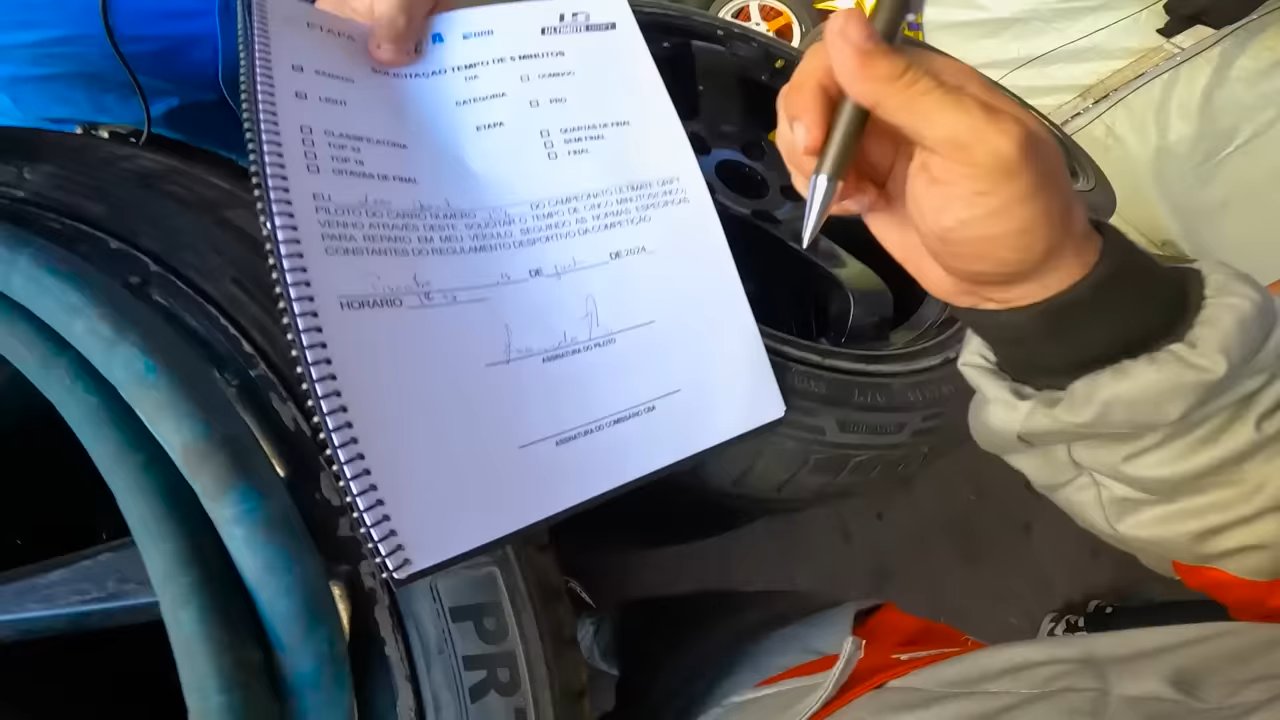 ETAPA
ULTIMATE DRIFT
SOLICITAÇÃO TEMPO DE 5 MINUTOS
DIA
SÁBADO DOMINGO
CATEGORIA
LIGHT PRO
ETAPA
CLASSIFICATÓRIA QUARTAS DE FINAL
TOP 32 SEMI FINAL
TOP 16 FINAL
OITAVAS DE FINAL
EU, DO CAMPEONATO ULTIMATE DRIFT
PILOTO DO CARRO NÚMERO SOLICITAR O TEMPO DE CINCO MINUTOS(CINCO),
VENHO ATRAVÉS DESTE, SEGUINDO AS NORMAS ESPECÍFICAS
PARA REPARO EM MEU VEÍCULO,
CONSTANTES DO REGULAMENTO DESPORTIVO DA COMPETIÇÃO
DE DE 2024
HORÁRIO
ASSINATURA DO PILOTO
ASSINATURA DO COMISSÁRIO CBA
PR